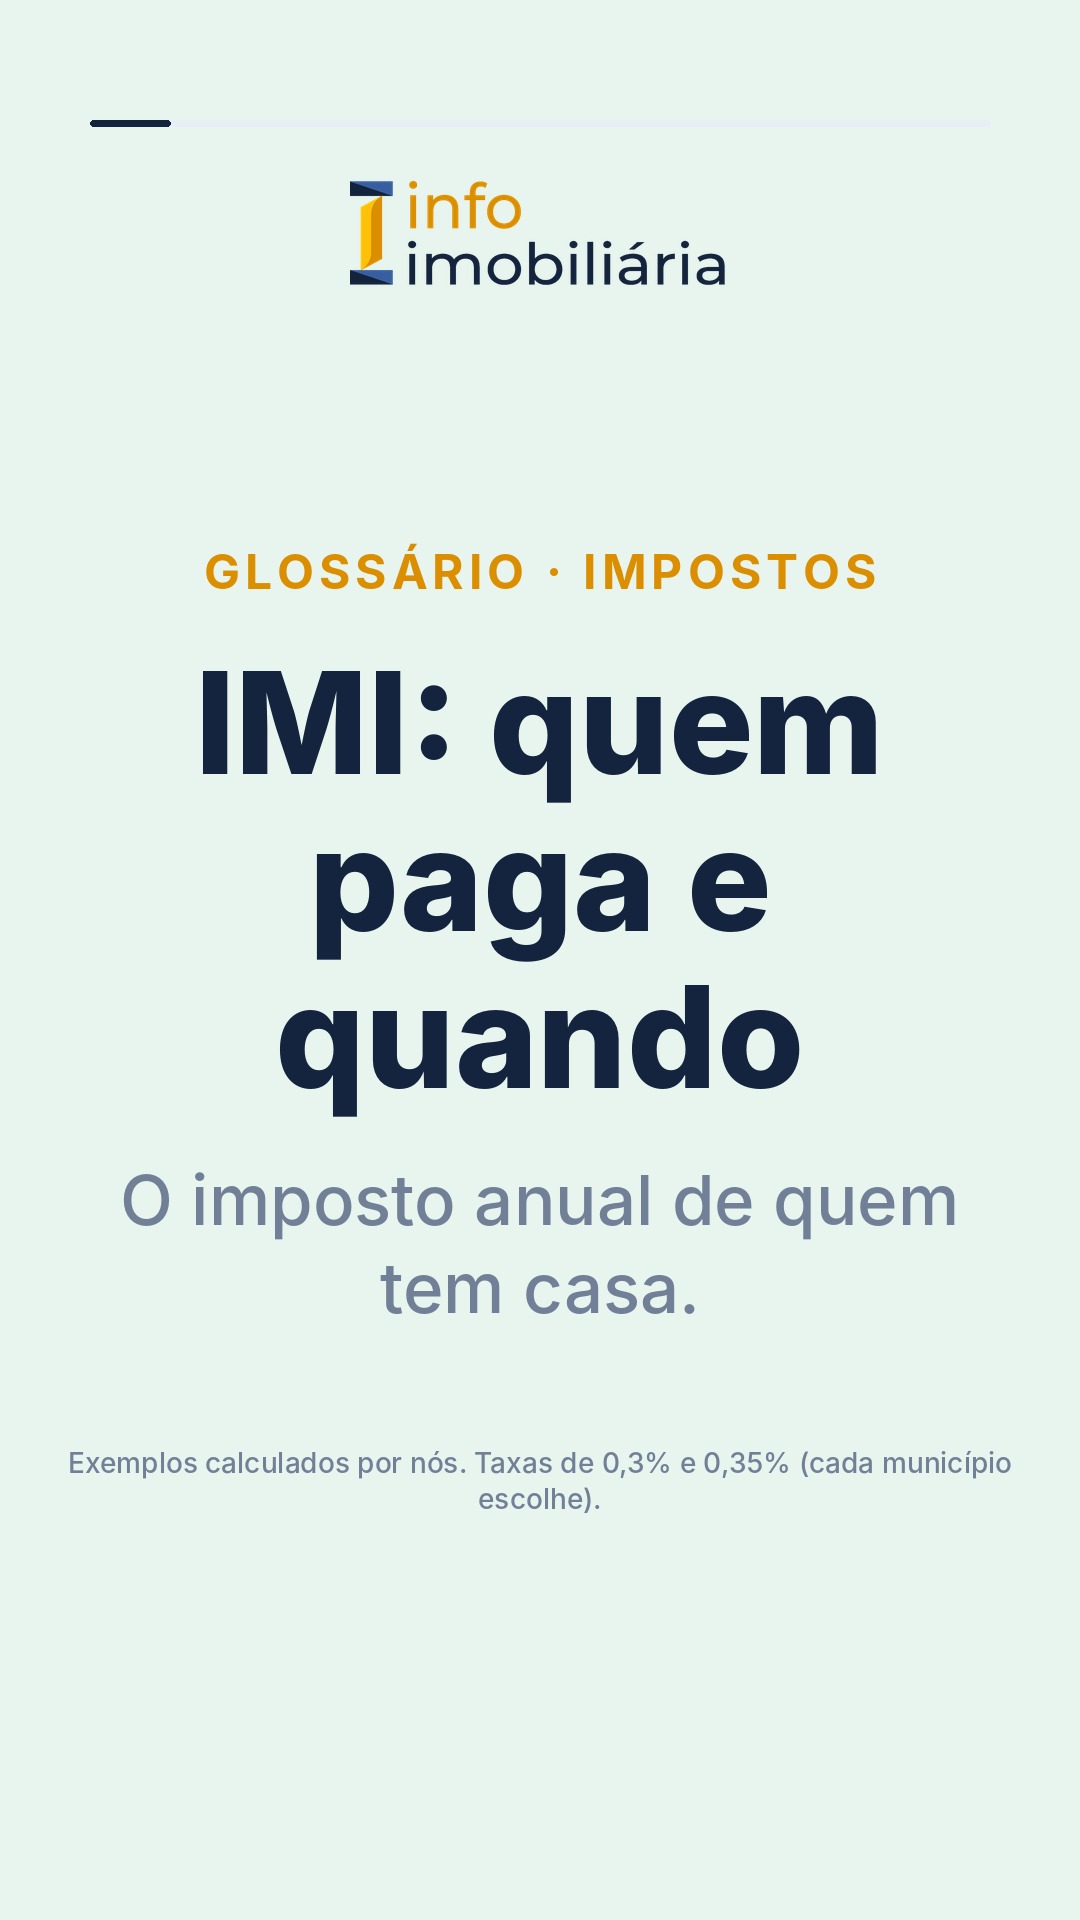 info
imobiliária
GLOSSÁRIO · IMPOSTOS
IMI: quem
paga e
quando
O imposto anual de quem
tem casa.
Exemplos calculados por nós. Taxas de 0,3% e 0,35% (cada município
escolhe).